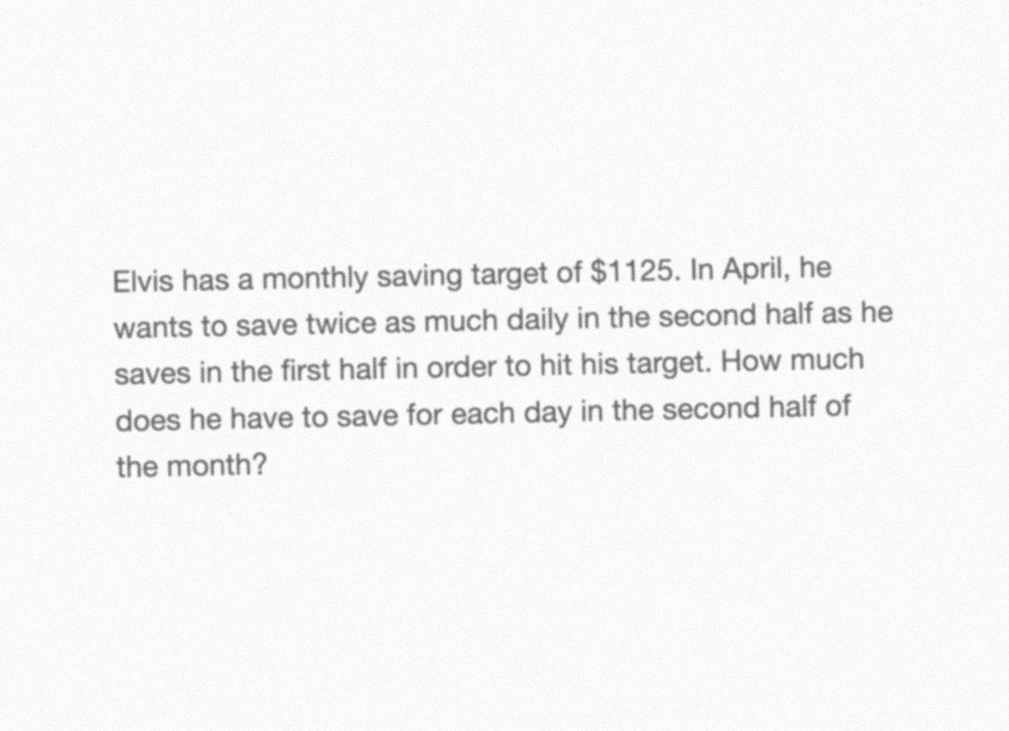 Elvis has a monthly saving target of $1125. In April, he
wants to save twice as much daily in the second half as he
saves in the first half in order to hit his target. How much
does he have to save for each day in the second half of
the month?